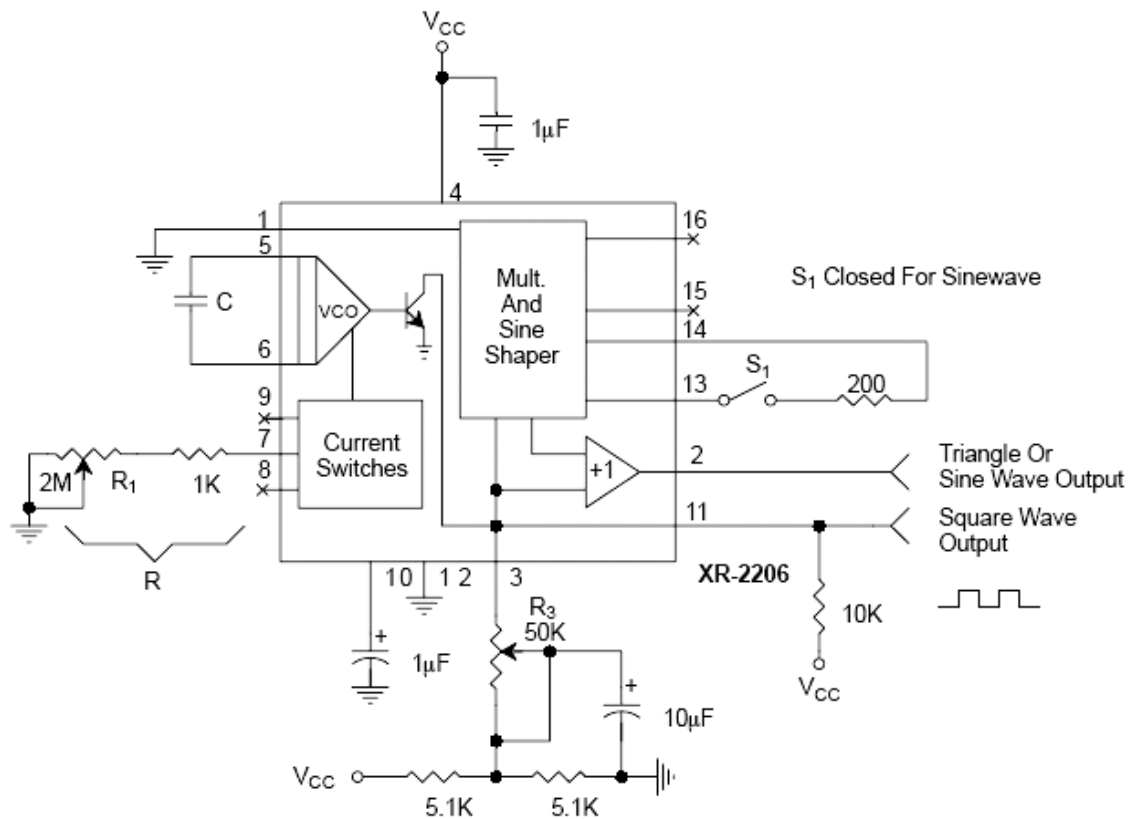 VCC
1µF
4
1
16
5
S1 Closed For Sinewave
Mult.
And
Sine
Shaper
15
C
VCO
14
6
S1
13
200
9
Current
Switches
7
2
+1
Triangle Or
Sine Wave Output
2M
R1
1K
8
11
Square Wave
Output
R
10
1 2
3
XR-2206
R3
50K
10K
+
1µF
VCC
+
10µF
VCC
5.1K
5.1K